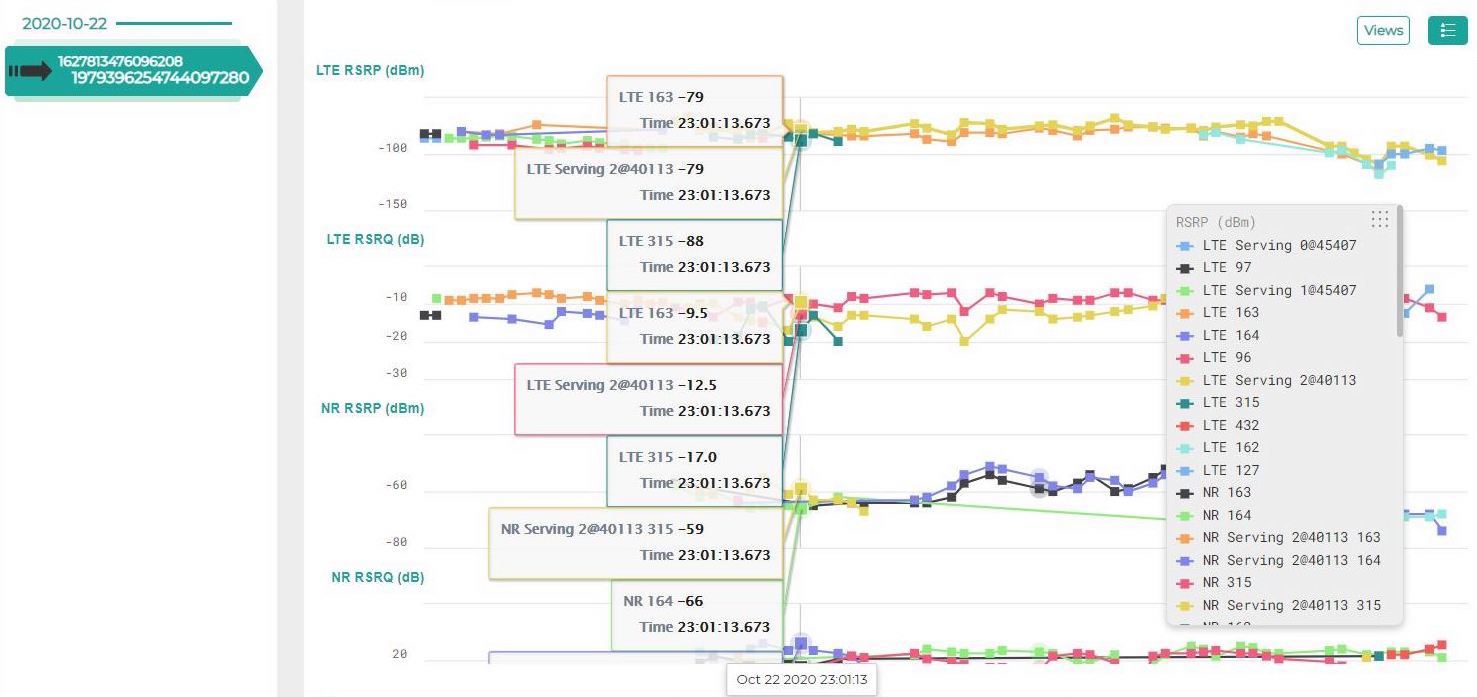 2020-10-22
1627813476096208
1979396254744097280
Views
LTE RSRP (dBm)
-100
-150
LTE RSRQ (dB)
-10
-20
-30
NR RSRP (dBm)
-60
-80
NR RSRQ (dB)
20
LTE 163 -79
Time 23:01:13.673
LTE Serving 2@40113 -79
Time 23:01:13.673
LTE 315 -88
Time 23:01:13.673
LTE 163 -9.5
Time 23:01:13.673
LTE Serving 2@40113 -12.5
Time 23:01:13.673
LTE 315 -17.0
Time 23:01:13.673
NR Serving 2@40113 315 -59
Time 23:01:13.673
NR 164 -66
Time 23:01:13.673
Oct 22 2020 23:01:13
RSRP (dBm)
LTE Serving 0@45407
LTE 97
LTE Serving 1@45407
LTE 163
LTE 164
LTE 96
LTE Serving 2@40113
LTE 315
LTE 432
LTE 162
LTE 127
NR 163
NR 164
NR Serving 2@40113 163
NR Serving 2@40113 164
NR 315
NR Serving 2@40113 315